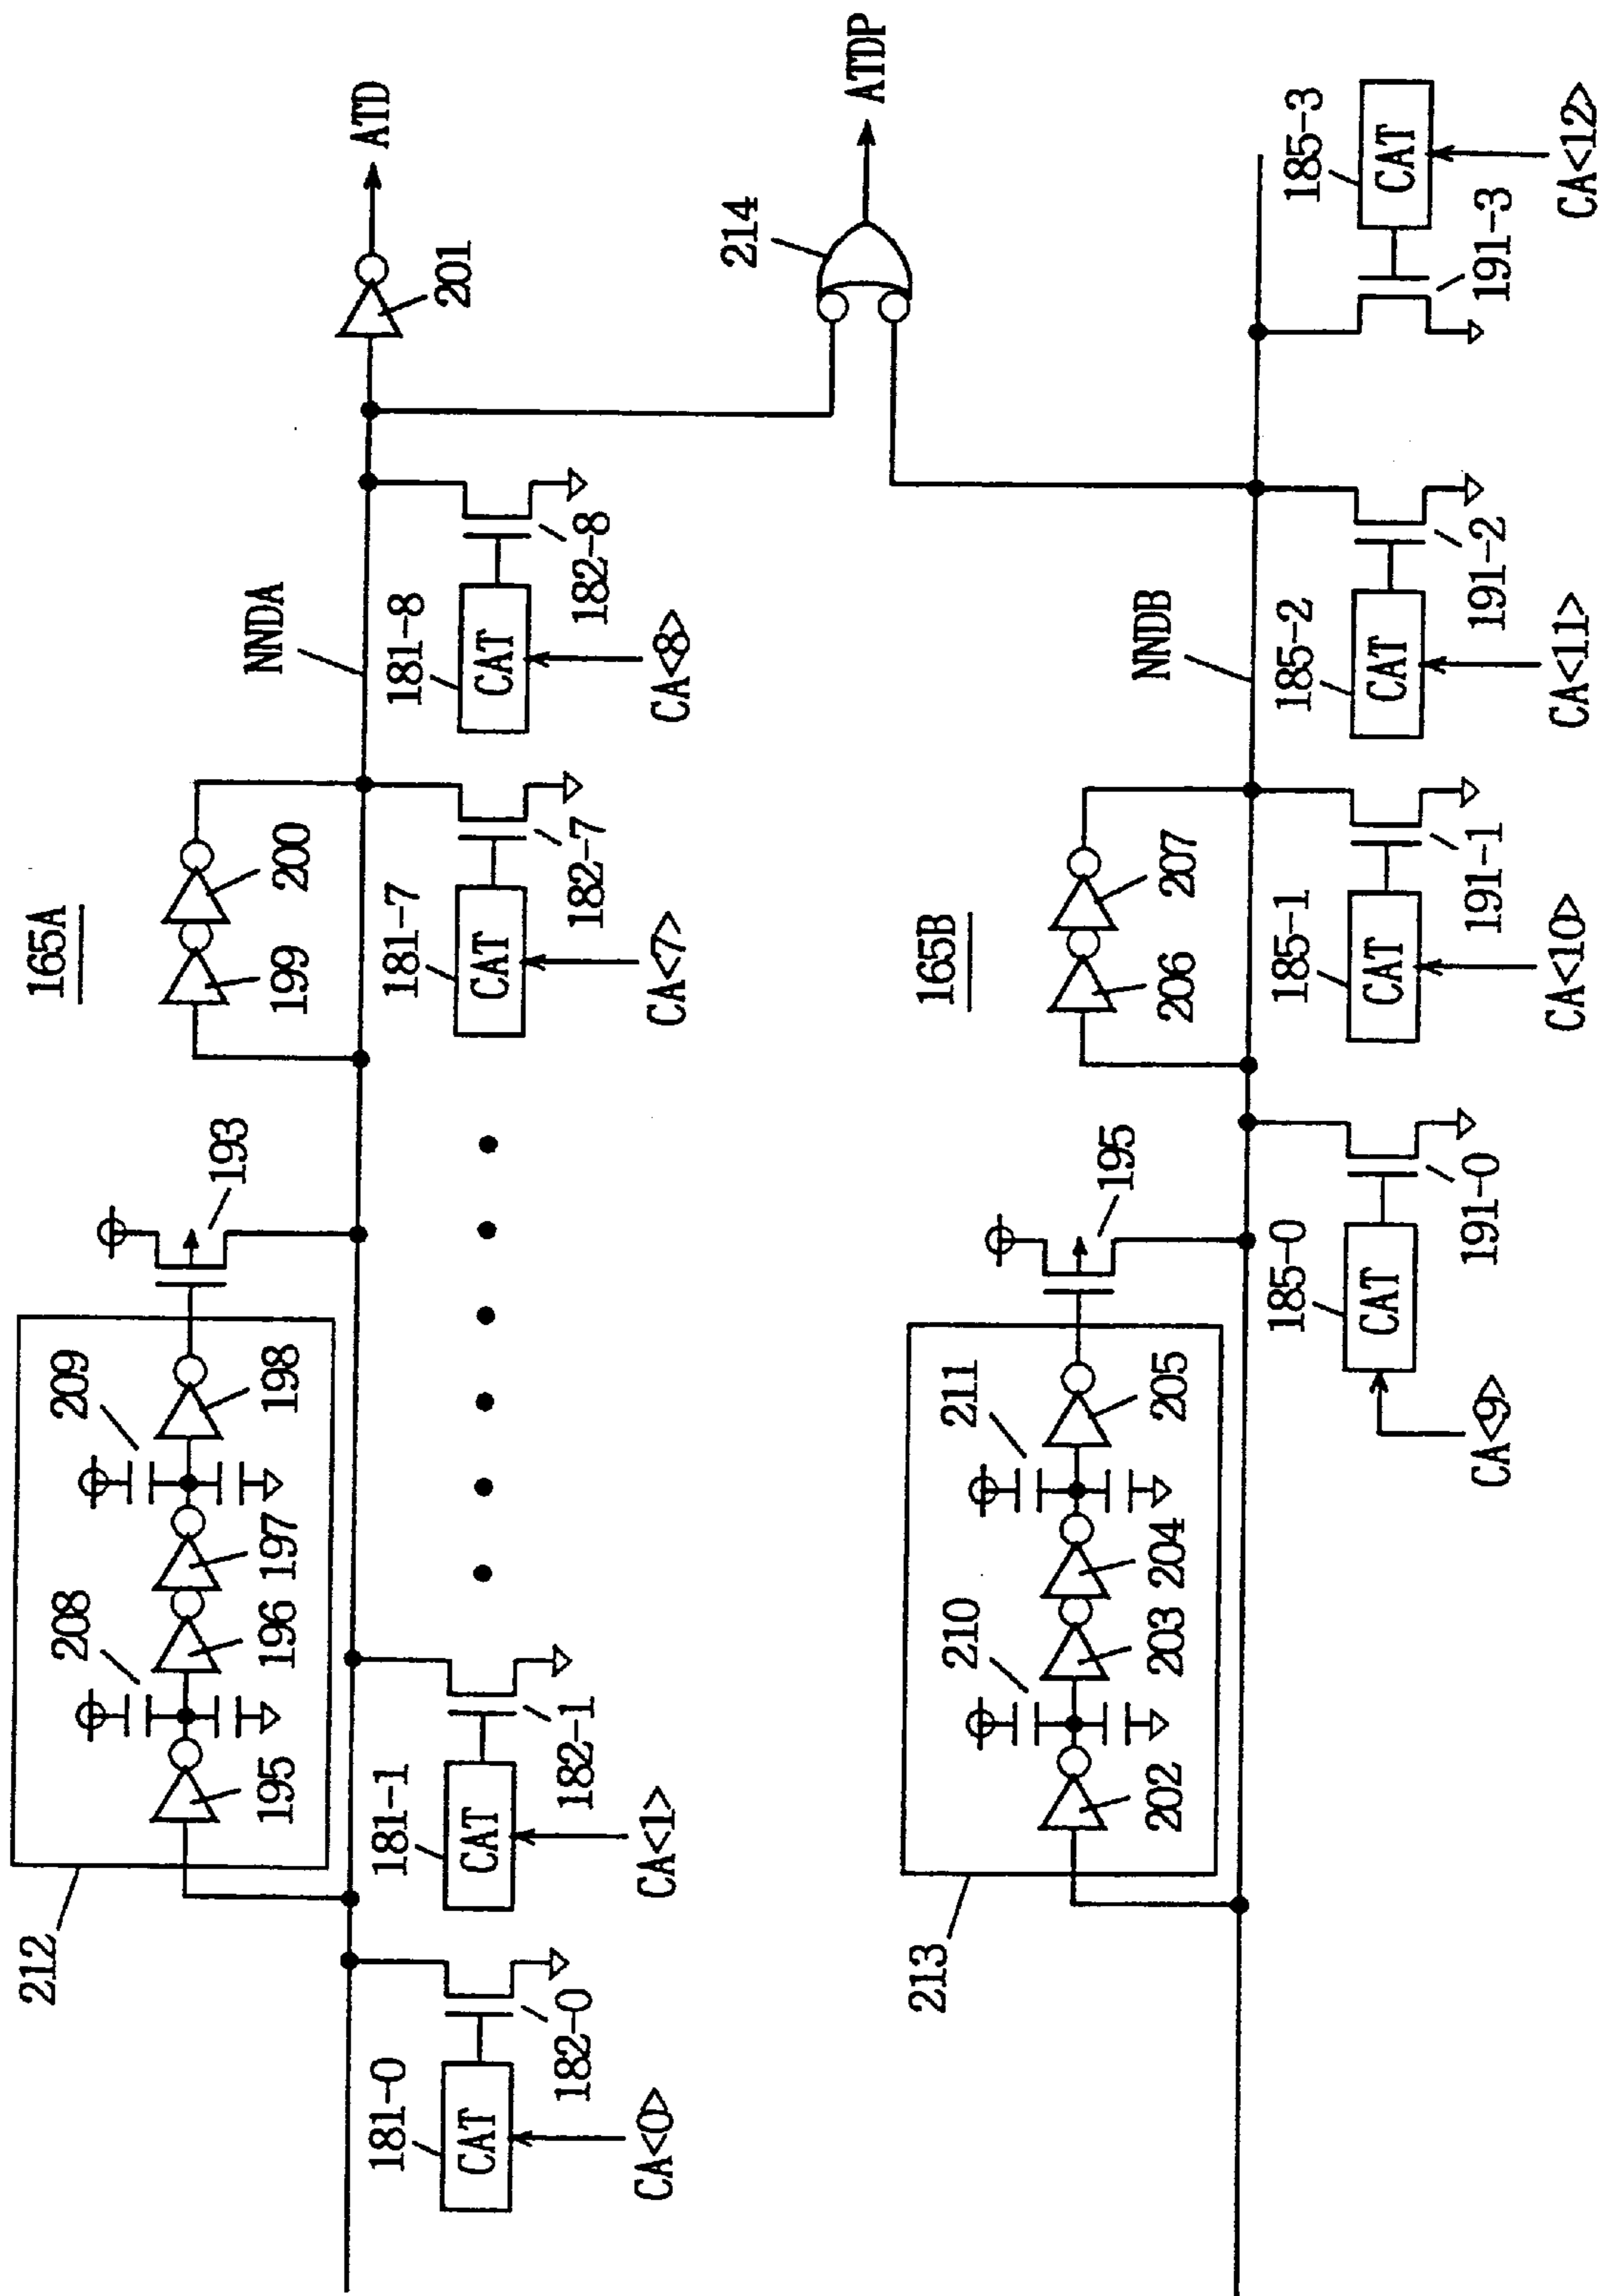 165A
212
208
209
195
196
197
198
193
199
200
NNDA
201
ATD
181-0
CAT
182-0
CA<0>
181-1
CAT
182-1
CA<1>
181-7
CAT
182-7
CA<7>
181-8
CAT
182-8
CA<8>
214
ATDP
165B
213
210
211
202
203
204
205
195
206
207
NNDB
185-0
CAT
191-0
CA<9>
185-1
CAT
191-1
CA<10>
185-2
CAT
191-2
CA<11>
185-3
CAT
191-3
CA<12>